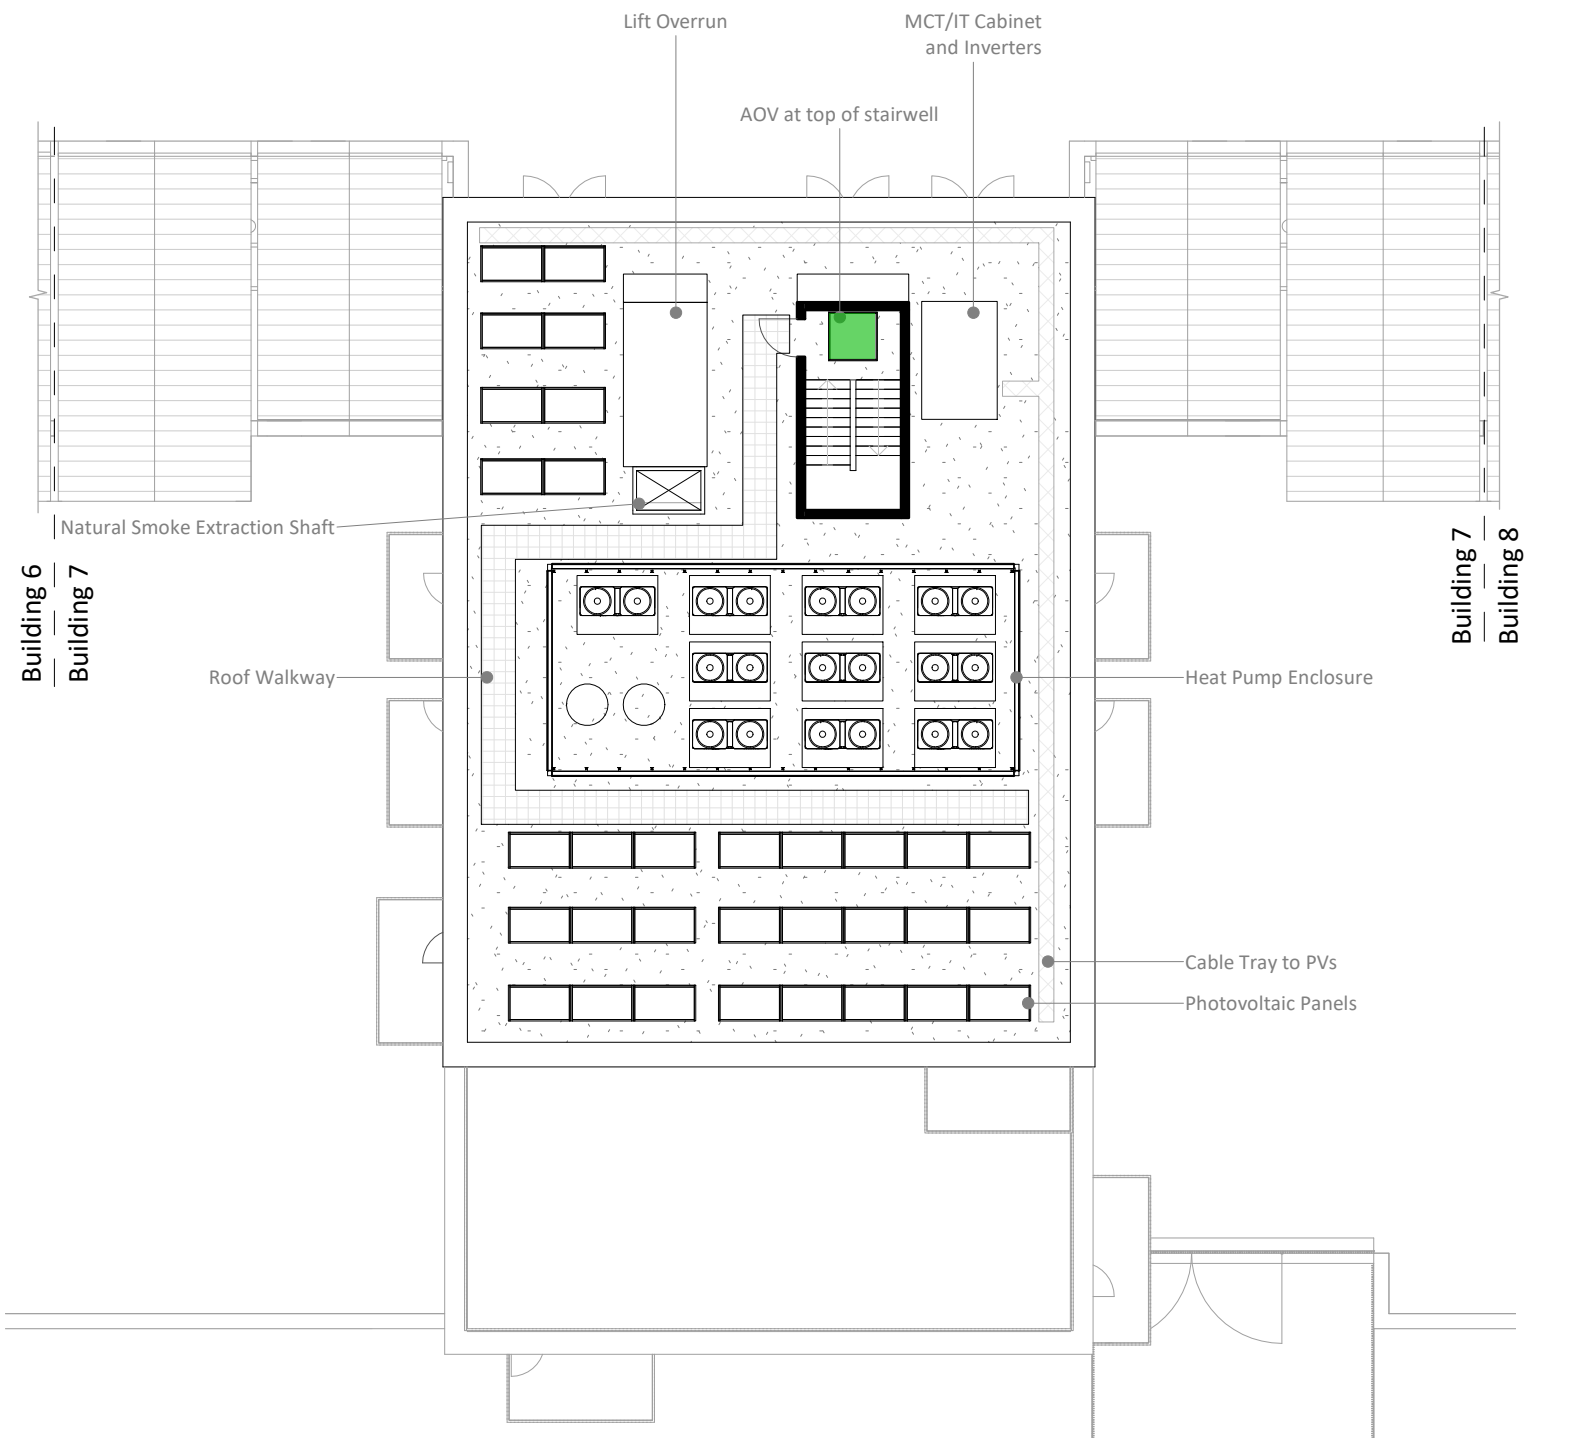 Lift Overrun
MCT/IT Cabinet
and Inverters
AOV at top of stairwell
Natural Smoke Extraction Shaft
Building 6
Building 7
Building 7
Building 8
Roof Walkway
Heat Pump Enclosure
Cable Tray to PVs
Photovoltaic Panels